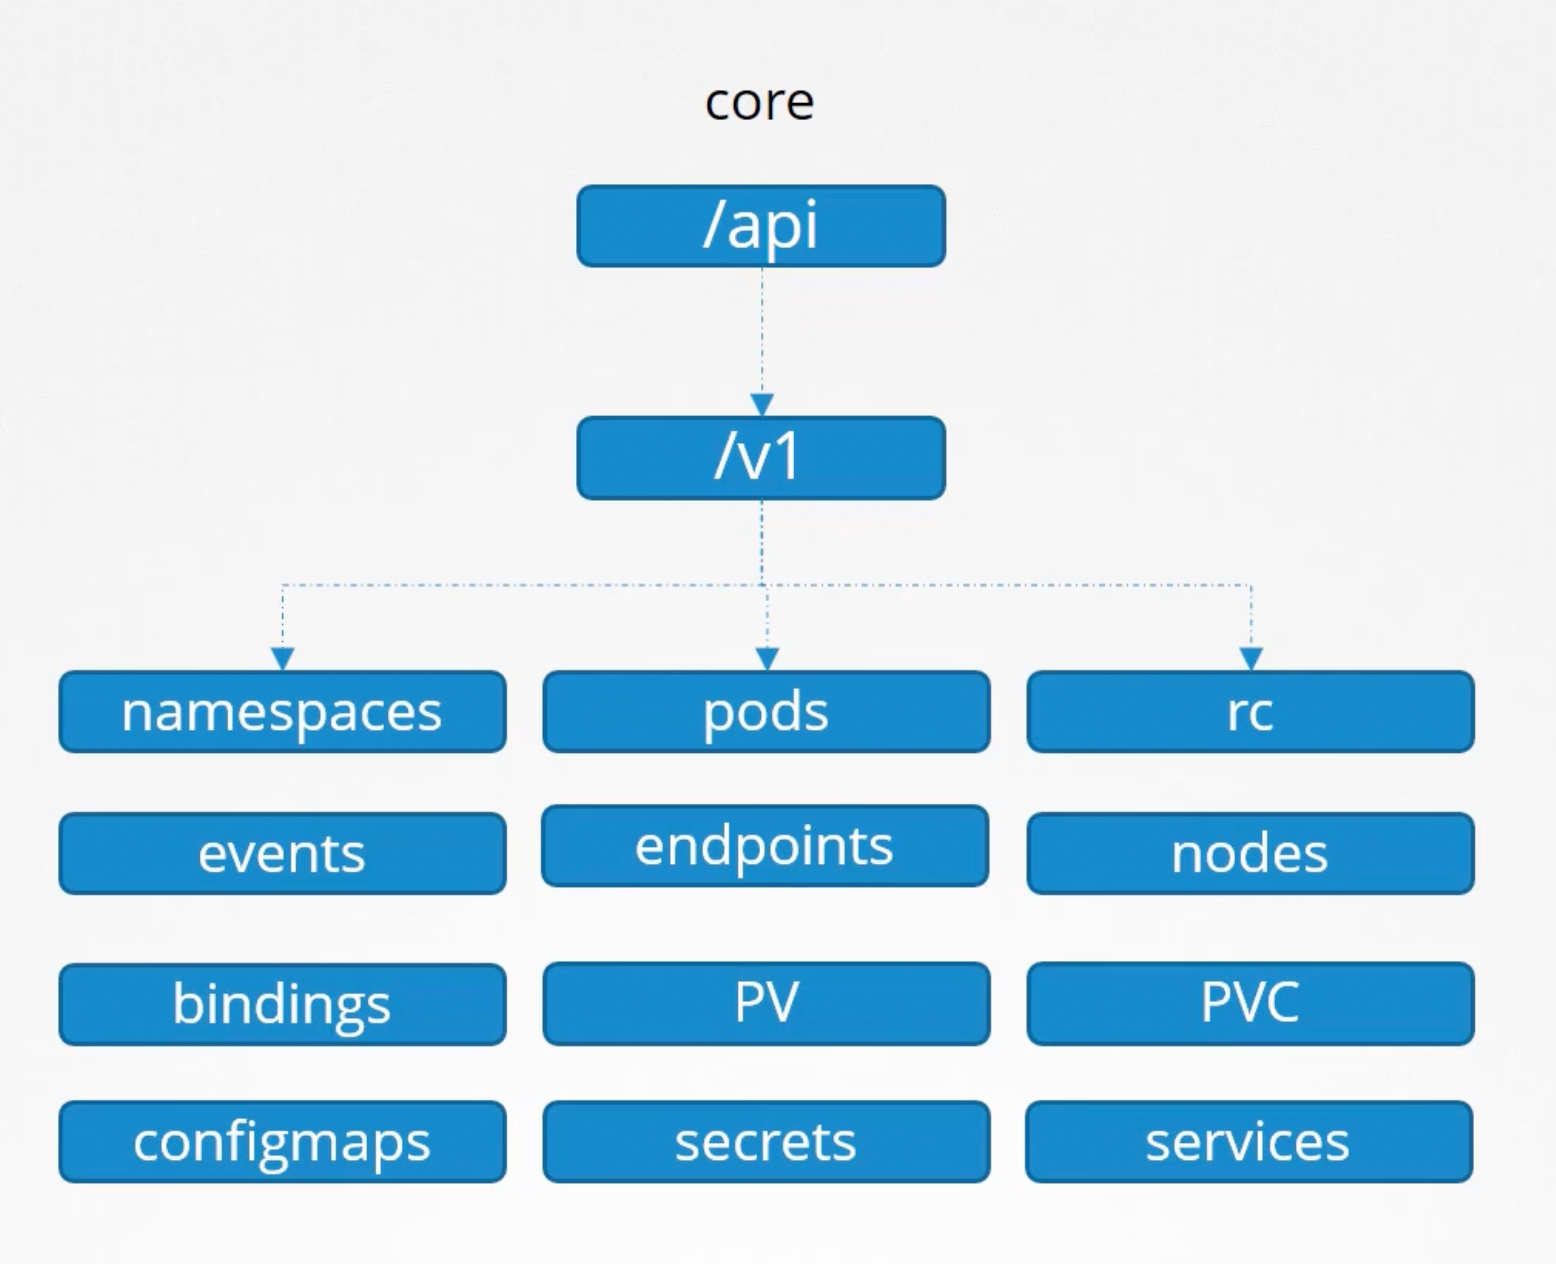 core
/api
/v1
namespaces
pods
rc
events
endpoints
nodes
bindings
PV
PVC
configmaps
secrets
services